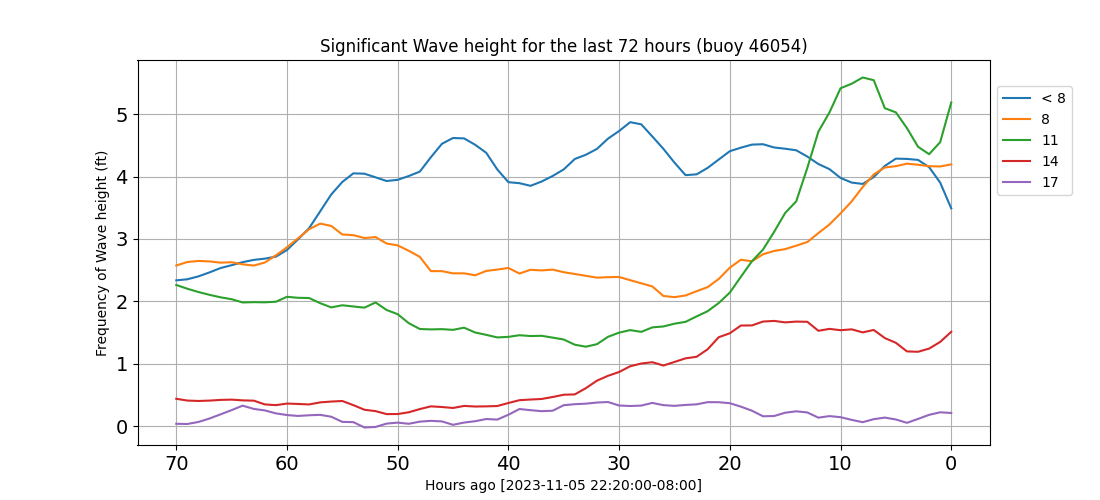 Significant Wave height for the last 72 hours (buoy 46054)
Frequency of Wave height (ft)
5
4
3
2
1
0
70 60 50 40 30 20 10 0
Hours ago [2023-11-05 22:20:00-08:00]
< 8
8
11
14
17